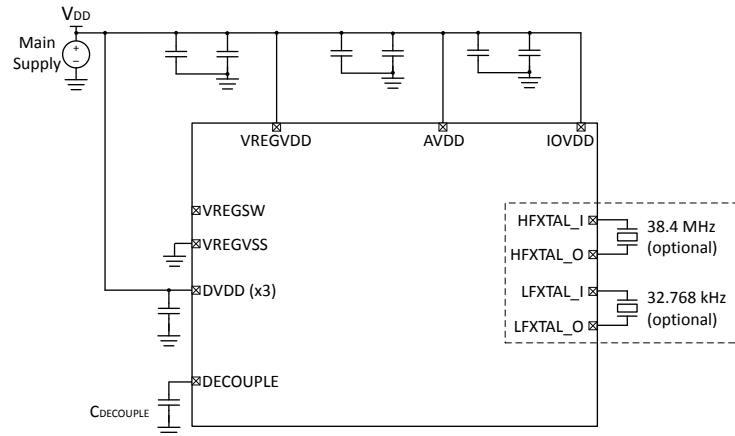 VDD
Main
Supply
+
−
VREGVDD
AVDD
IOVDD
VREGSW
VREGVSS
DVDD (x3)
DECOUPLE
CDECOUPLE
HFXTAL_I
HFXTAL_O
38.4 MHz
(optional)
LFXTAL_I
LFXTAL_O
32.768 kHz
(optional)